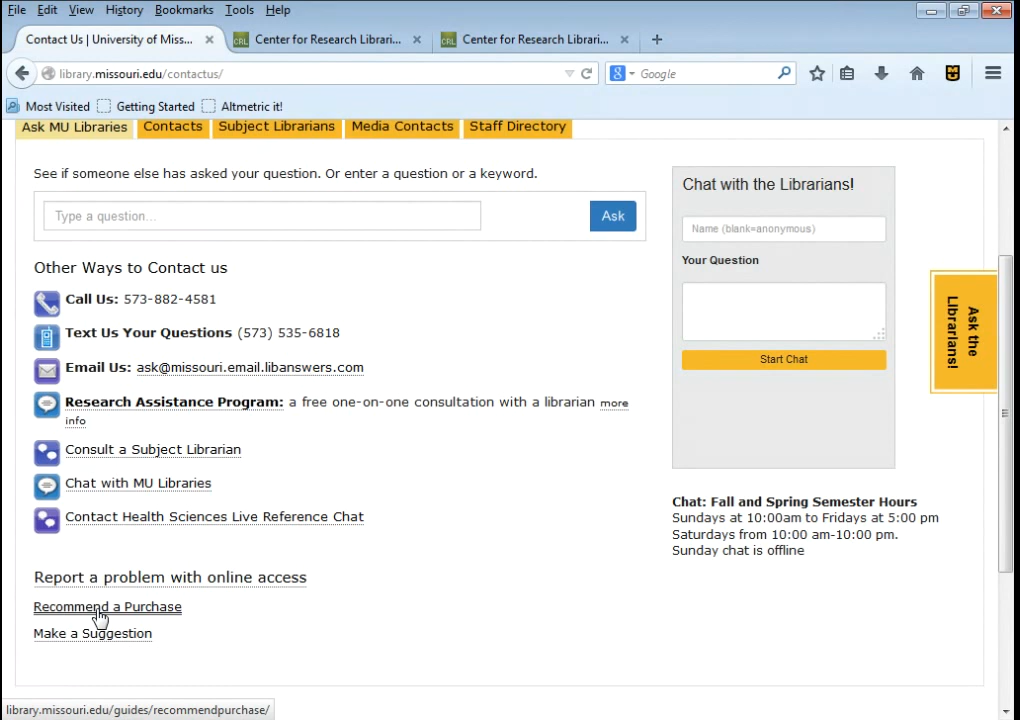 File Edit View History Bookmarks Tools Help
Contact Us | University of Miss... × CRL Center for Research Librari... × CRL Center for Research Librari... × +
library.missouri.edu/contactus/ Google
Most Visited Getting Started Altmetric it!
Ask MU Libraries Contacts Subject Librarians Media Contacts Staff Directory
See if someone else has asked your question. Or enter a question or a keyword.
Type a question... Ask
Other Ways to Contact us
Call Us: 573-882-4581
Text Us Your Questions (573) 535-6818
Email Us: ask@missouri.email.libanswers.com
Research Assistance Program: a free one-on-one consultation with a librarian more
info
Consult a Subject Librarian
Chat with MU Libraries
Contact Health Sciences Live Reference Chat
Report a problem with online access
Recommend a Purchase
Make a Suggestion
Chat with the Librarians!
Name (blank=anonymous)
Your Question
Start Chat
Chat: Fall and Spring Semester Hours
Sundays at 10:00am to Fridays at 5:00 pm
Saturdays from 10:00 am-10:00 pm.
Sunday chat is offline
Ask the
Librarians!
library.missouri.edu/guides/recommendpurchase/